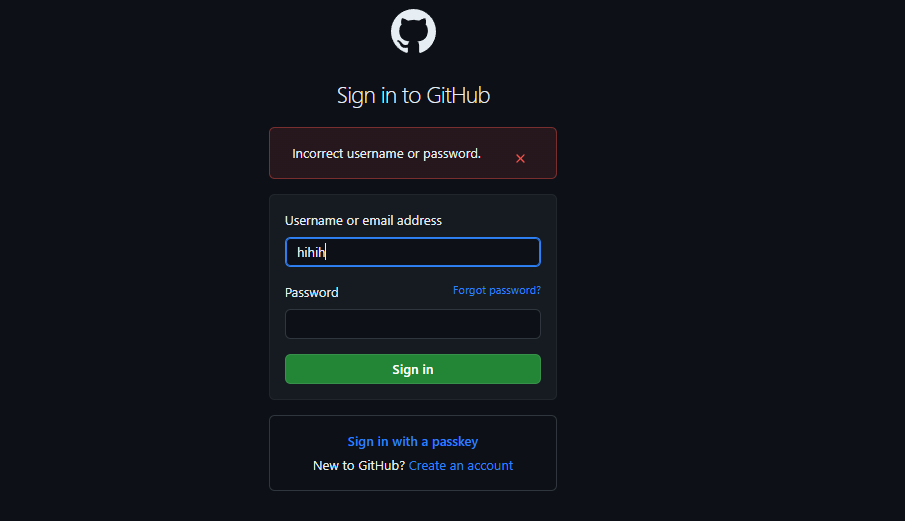 Sign in to GitHub
Incorrect username or password.
Username or email address
hihih
Password Forgot password?
Sign in
Sign in with a passkey
New to GitHub? Create an account